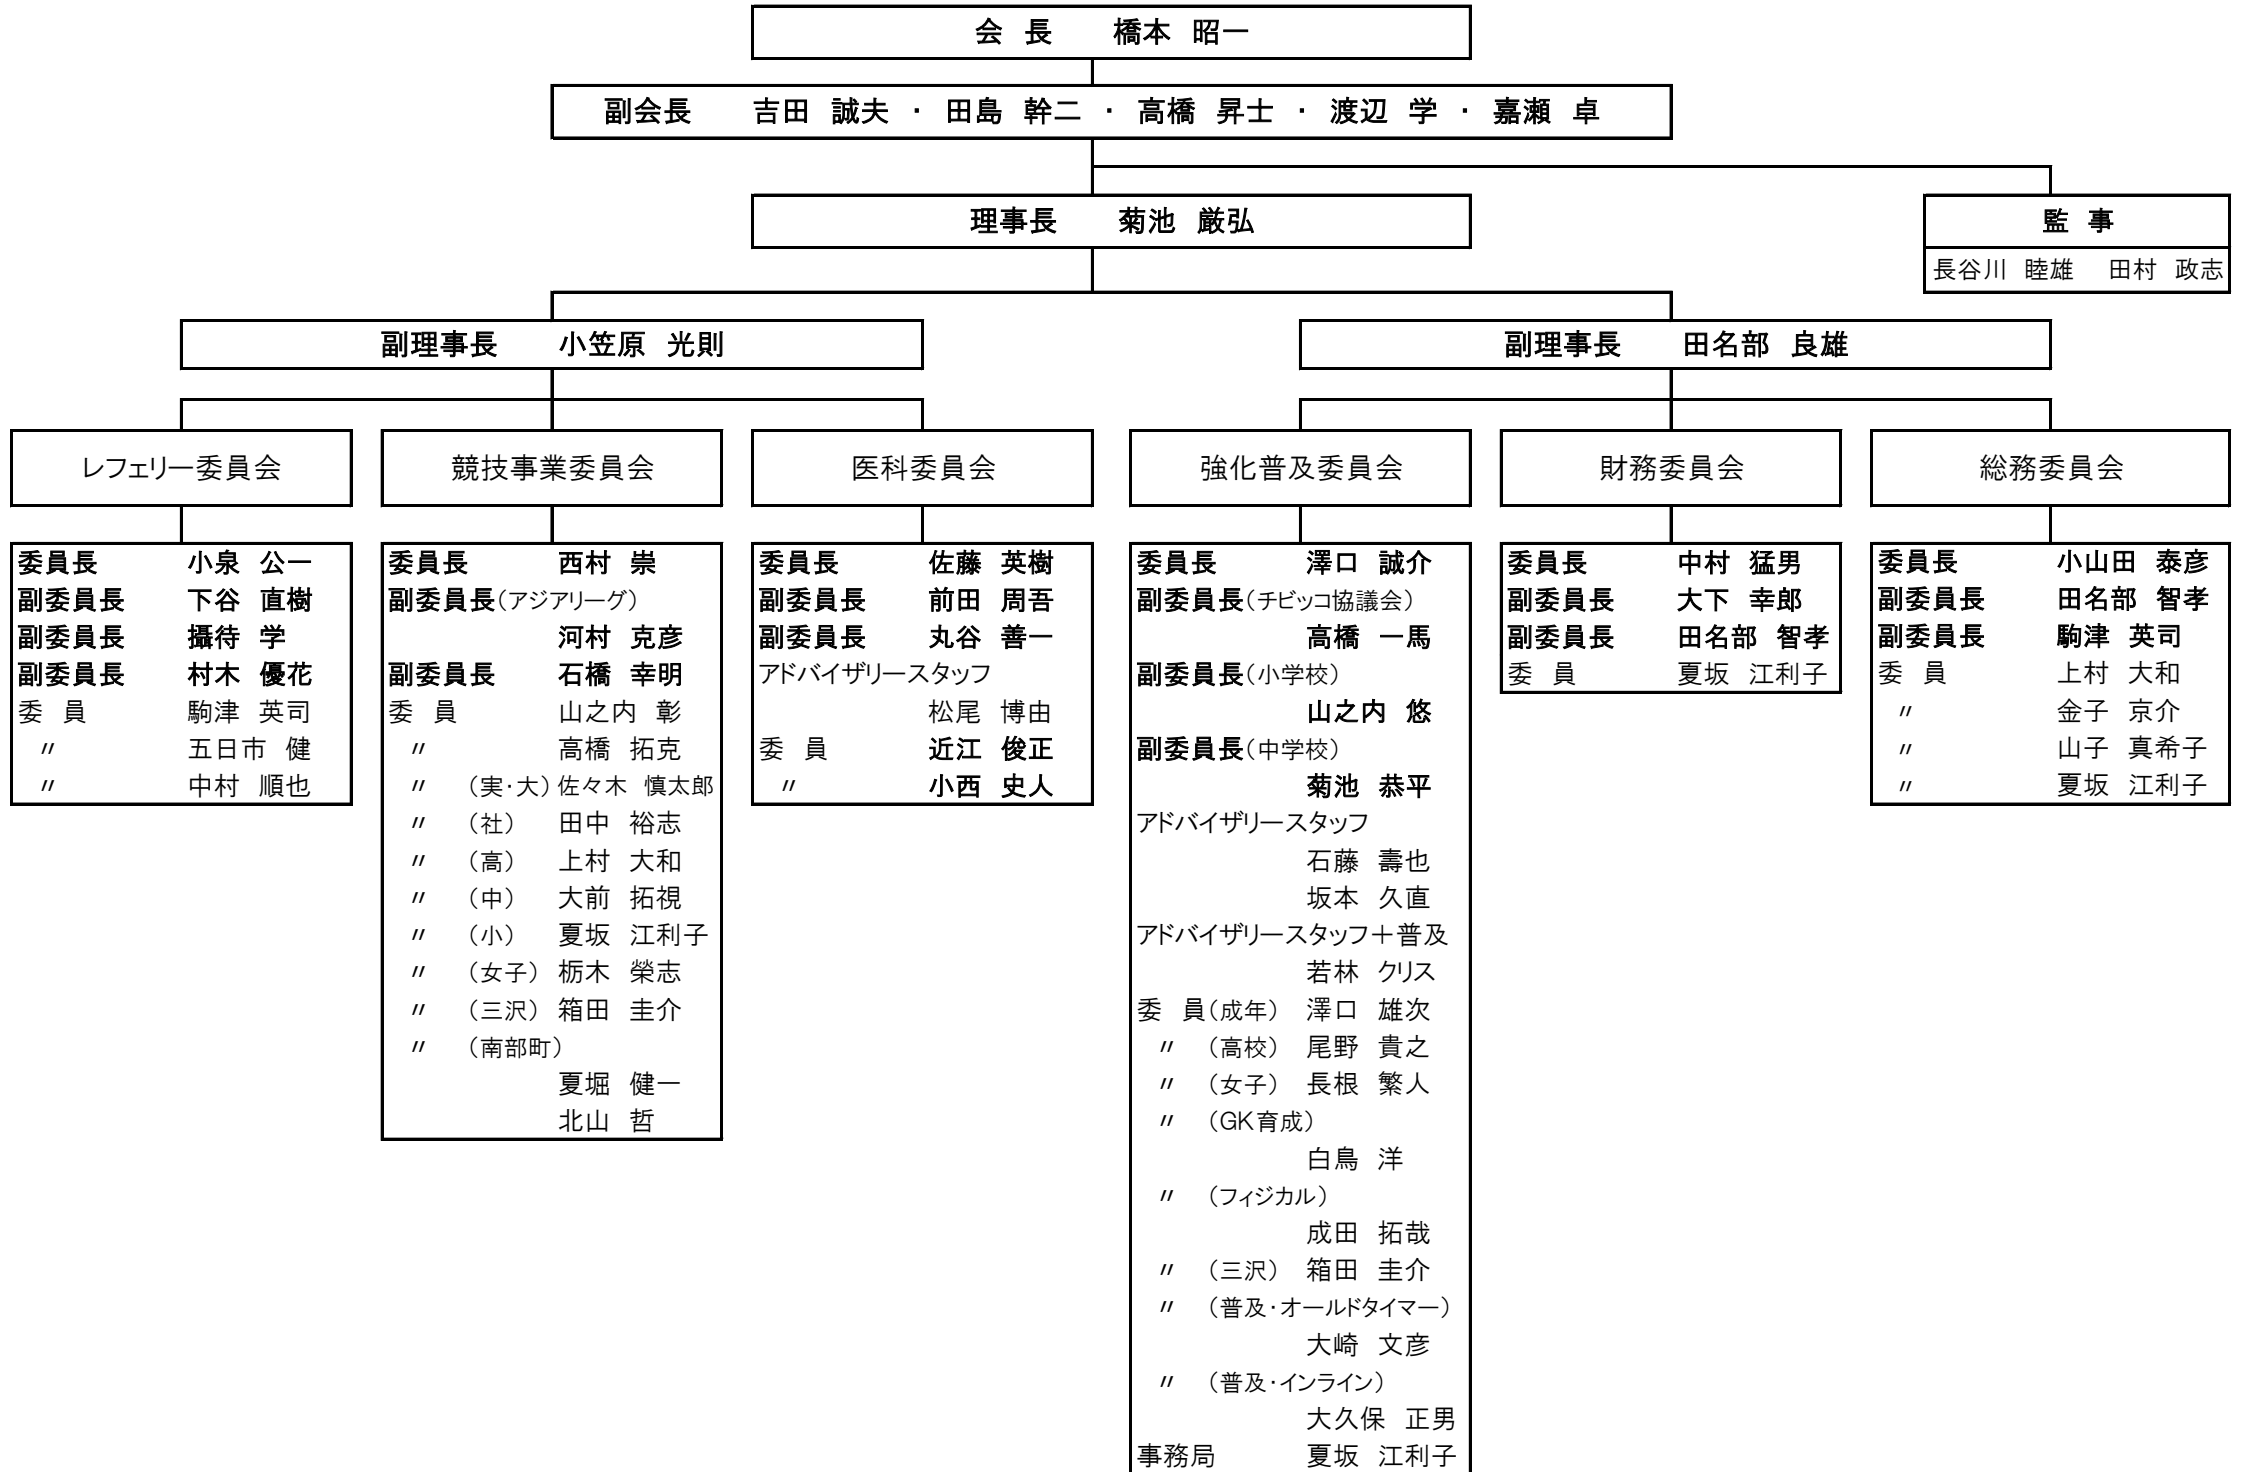 会 長 橋本 昭一
副会長 吉田 誠夫 ・ 田島 幹二 ・ 高橋 昇士 ・ 渡辺 学 ・ 嘉瀬 卓
理事長 菊池 厳弘
監 事
長谷川 睦雄 田村 政志
副理事長 小笠原 光則
副理事長 田名部 良雄
レフェリー委員会
委員長 小泉 公一
副委員長 下谷 直樹
副委員長 攝待 学
副委員長 村木 優花
委 員 駒津 英司
〃 五日市 健
〃 中村 順也
競技事業委員会
委員長 西村 崇
副委員長(アジアリーグ)
河村 克彦
副委員長 石橋 幸明
委 員 山之内 彰
〃 高橋 拓克
〃 (実・大) 佐々木 慎太郎
〃 (社) 田中 裕志
〃 (高) 上村 大和
〃 (中) 大前 拓視
〃 (小) 夏坂 江利子
〃 (女子) 栃木 榮志
〃 (三沢) 箱田 圭介
〃 (南部町)
夏堀 健一
北山 哲
医科委員会
委員長 佐藤 英樹
副委員長 前田 周吾
副委員長 丸谷 善一
アドバイザリースタッフ
松尾 博由
委 員 近江 俊正
〃 小西 史人
強化普及委員会
委員長 澤口 誠介
副委員長(チビッコ協議会)
高橋 一馬
副委員長(小学校)
山之内 悠
副委員長(中学校)
菊池 恭平
アドバイザリースタッフ
石藤 壽也
坂本 久直
アドバイザリースタッフ+普及
若林 クリス
委 員(成年) 澤口 雄次
〃 (高校) 尾野 貴之
〃 (女子) 長根 繁人
〃 (GK育成)
白鳥 洋
〃 (フィジカル)
成田 拓哉
〃 (三沢) 箱田 圭介
〃 (普及・オールドタイマー)
大崎 文彦
〃 (普及・インライン)
大久保 正男
事務局 夏坂 江利子
財務委員会
委員長 中村 猛男
副委員長 大下 幸郎
副委員長 田名部 智孝
委 員 夏坂 江利子
総務委員会
委員長 小山田 泰彦
副委員長 田名部 智孝
副委員長 駒津 英司
委 員 上村 大和
〃 金子 京介
〃 山子 真希子
〃 夏坂 江利子